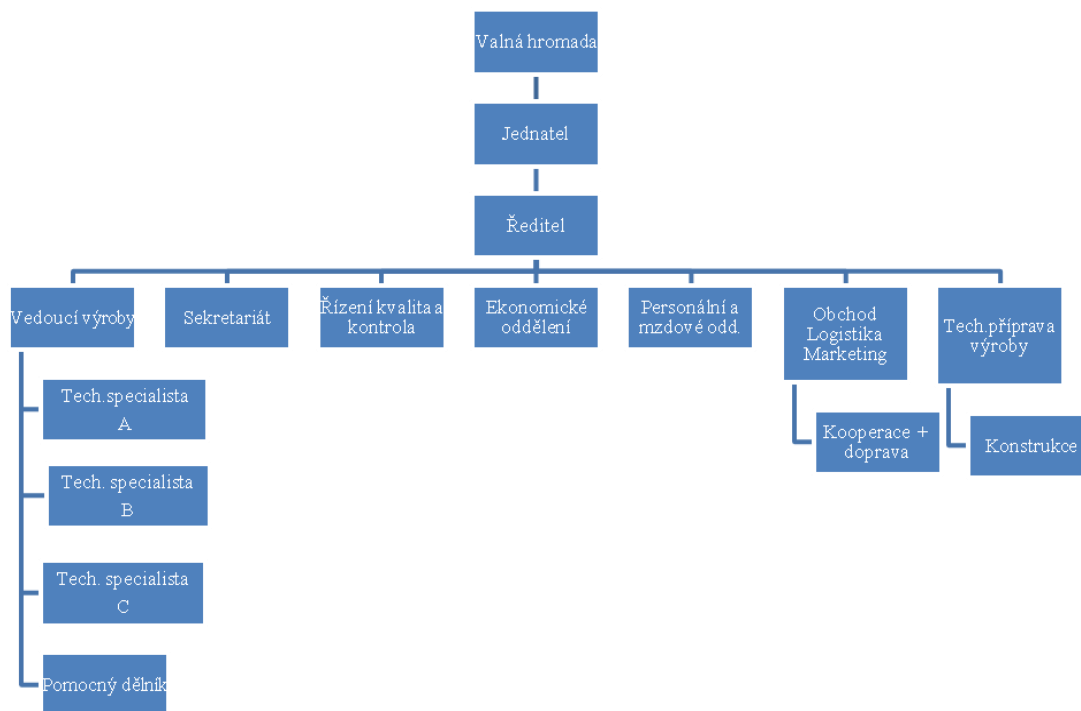 Valná hromada
Jednatel
Ředitel
Vedoucí výroby
Sekretariát
Řízení kvalita a
kontrola
Ekonomické
oddělení
Personální a
mzdové odd.
Obchod
Logistika
Marketing
Tech.příprava
výroby
Tech.specialista
A
Tech. specialista
B
Tech. specialista
C
Pomocný dělník
Kooperace +
doprava
Konstrukce